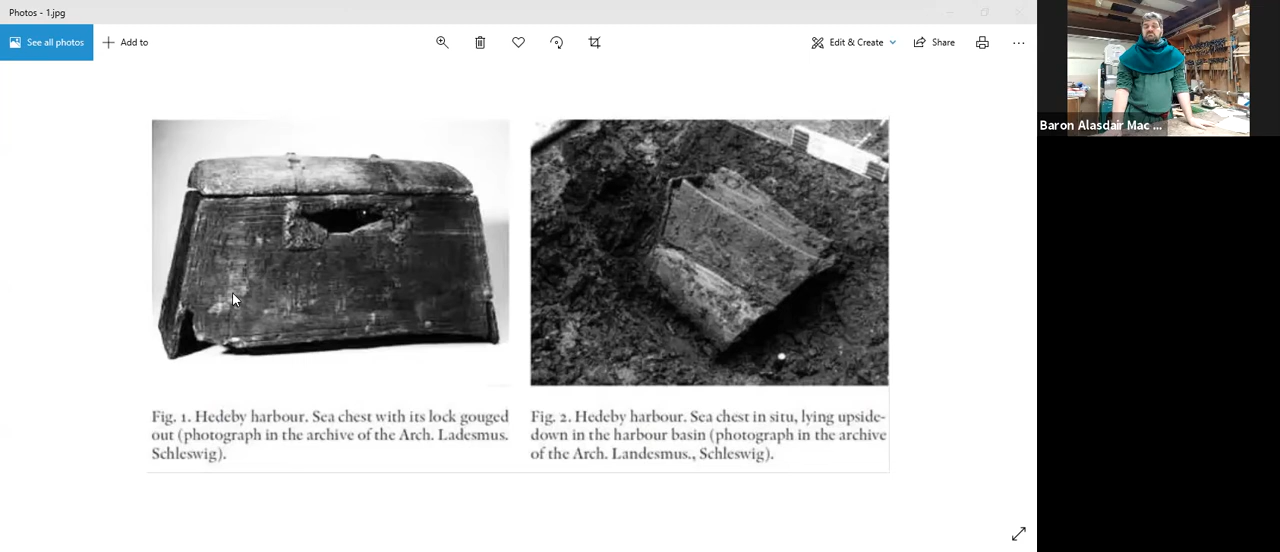 Photos - 1.jpg
See all photos
Add to
Edit & Create
Share
Baron Alasdair Mac ...
Fig. 1. Hedeby harbour. Sea chest with its lock gouged
out (photograph in the archive of the Arch. Ladesmus.
Schleswig).
Fig. 2. Hedeby harbour. Sea chest in situ, lying upside-
down in the harbour basin (photograph in the archive
of the Arch. Landesmus., Schleswig).